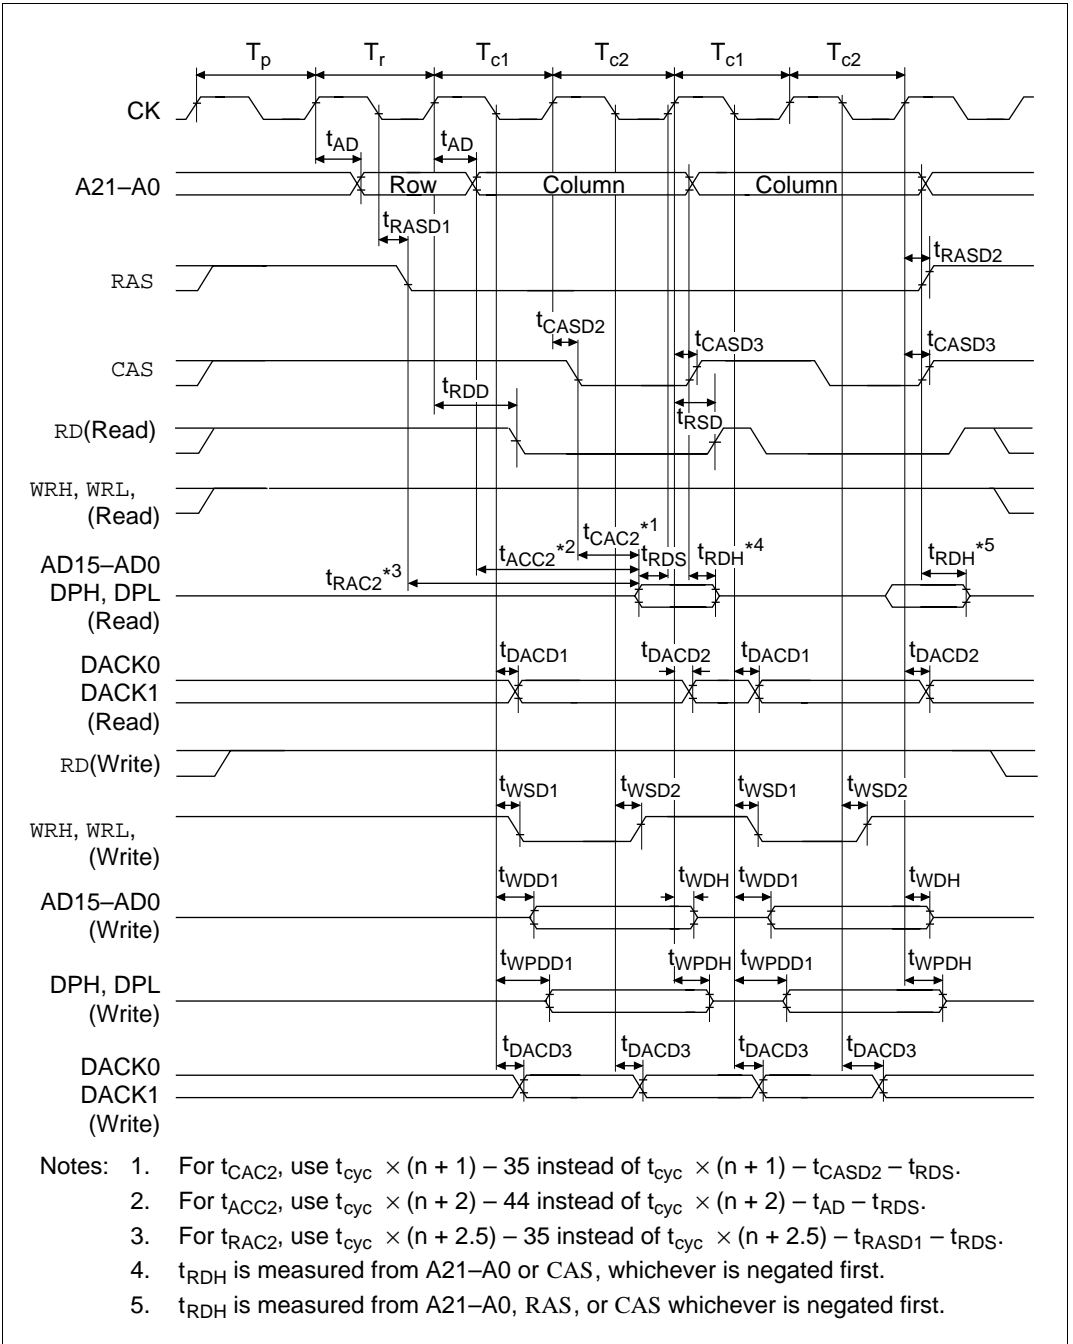 Tp Tr Tc1 Tc2 Tc1 Tc2
CK
tAD tAD
A21–A0 Row Column Column
tRASD1
tRASD2
RAS
tCASD2
tCASD3 tCASD3
CAS
tRDD
tRSD
RD(Read)
WRH, WRL,
(Read)
tCAC2*1
tACC2*2 tRDS tRDH*4 tRDH*5
tRAC2*3
AD15–AD0
DPH, DPL
(Read)
tDACD1 tDACD2 tDACD1 tDACD2
DACK0
DACK1
(Read)
RD(Write)
tWSD1 tWSD2 tWSD1 tWSD2
WRH, WRL,
(Write)
tWDD1 tWDH tWDD1 tWDH
AD15–AD0
(Write)
tWPDD1 tWPDH tWPDD1 tWPDH
DPH, DPL
(Write)
tDACD3 tDACD3 tDACD3 tDACD3
DACK0
DACK1
(Write)
Notes: 1. For tCAC2, use tcyc × (n + 1) – 35 instead of tcyc × (n + 1) – tCASD2 – tRDS.
2. For tACC2, use tcyc × (n + 2) – 44 instead of tcyc × (n + 2) – tAD – tRDS.
3. For tRAC2, use tcyc × (n + 2.5) – 35 instead of tcyc × (n + 2.5) – tRASD1 – tRDS.
4. tRDH is measured from A21–A0 or CAS, whichever is negated first.
5. tRDH is measured from A21–A0, RAS, or CAS whichever is negated first.